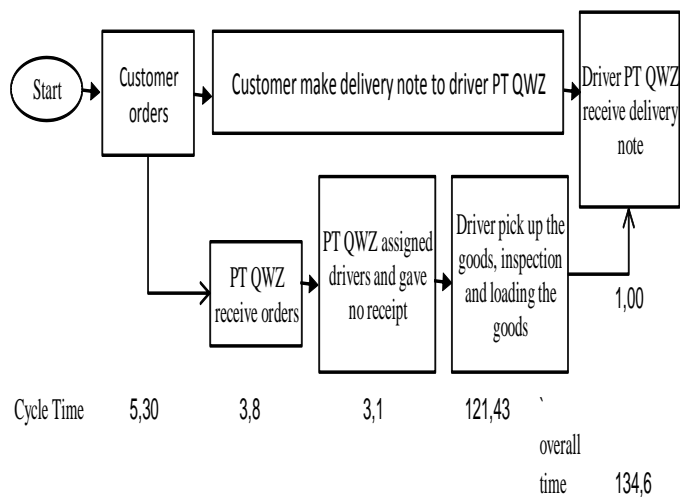 Start
Customer
orders
Customer make delivery note to driver PT QWZ
Driver PT QWZ
receive delivery
note
PT QWZ
receive orders
PT QWZ assigned
drivers and gave
no receipt
Driver pick up the
goods, inspection
and loading the
goods
1,00
Cycle Time 5,30 3,8 3,1 121,43 `
overall
time 134,6